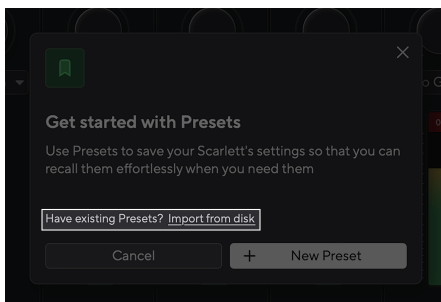 Get started with Presets
Use Presets to save your Scarlett's settings so that you can
recall them effortlessly when you need them
Have existing Presets? Import from disk
Cancel
+ New Preset
o G
0